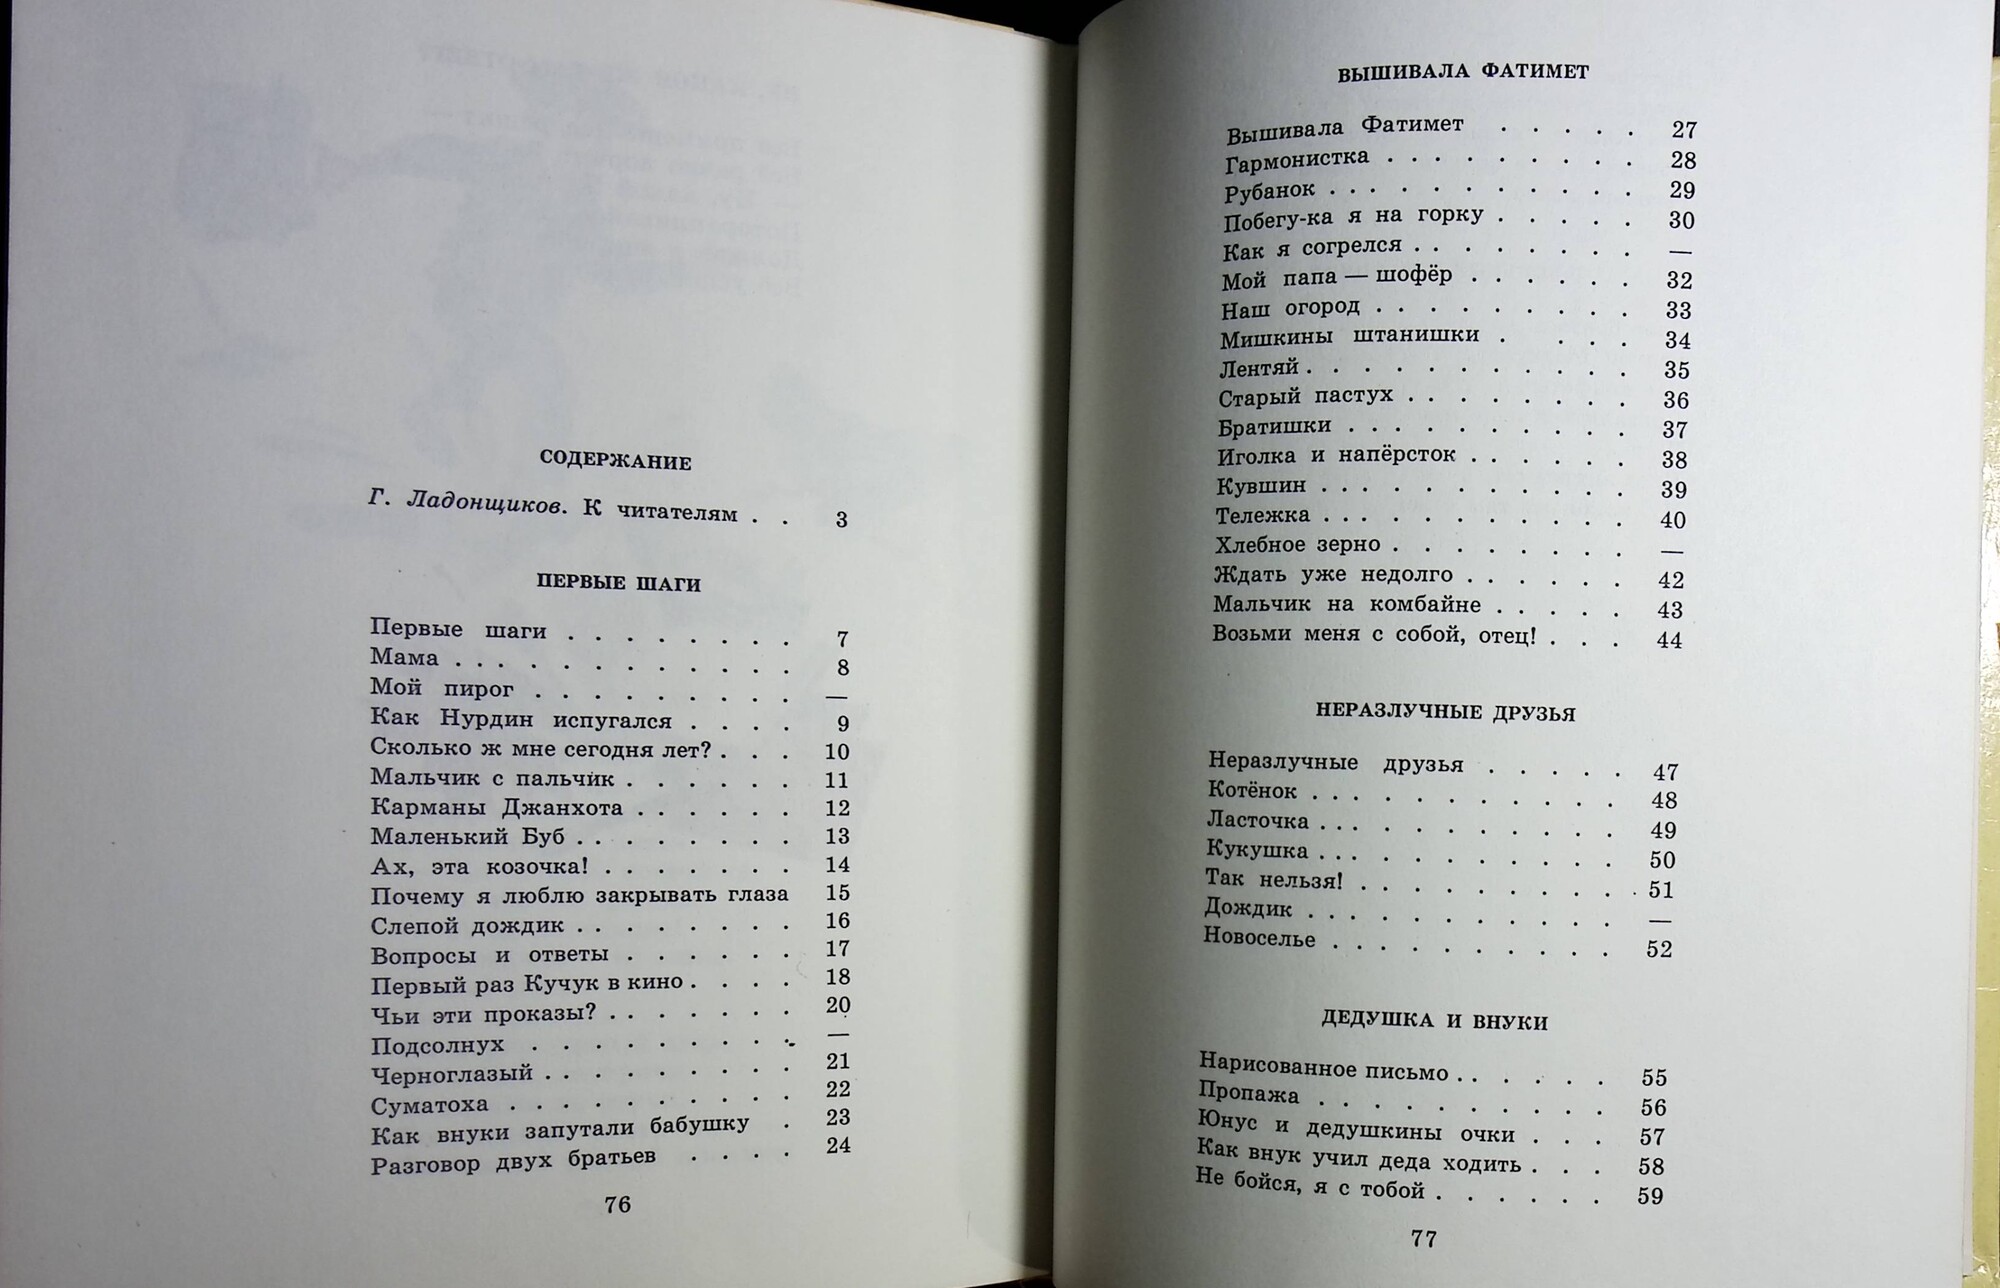 СОДЕРЖАНИЕ
Г. Ладонщиков. К читателям . . 3
ПЕРВЫЕ ШАГИ
Первые шаги . . . . . . . . 7
Мама . . . . . . . . . . . . 8
Мой пирог . . . . . . . . . —
Как Нурдин испугался . . . . 9
Сколько ж мне сегодня лет? . . . 10
Мальчик с пальчик . . . . . . 11
Карманы Джанхота . . . . . . 12
Маленький Буб . . . . . . . . 13
Ах, эта козочка! . . . . . . . 14
Почему я люблю закрывать глаза 15
Слепой дождик . . . . . . . . 16
Вопросы и ответы . . . . . . 17
Первый раз Кучук в кино . . . . 18
Чьи эти проказы? . . . . . . . 20
Подсолнух . . . . . . . . . —
Черноглазый . . . . . . . . . 21
Суматоха . . . . . . . . . . 22
Как внуки запутали бабушку . 23
Разговор двух братьев . . . . 24
76
ВЫШИВАЛА ФАТИМЕТ
Вышивала Фатимет . . . . . 27
Гармонистка . . . . . . . . . 28
Рубанок . . . . . . . . . . . 29
Побегу-ка я на горку . . . . . 30
Как я согрелся . . . . . . . . —
Мой папа — шофёр . . . . . . 32
Наш огород . . . . . . . . . 33
Мишкины штанишки . . . . 34
Лентяй . . . . . . . . . . . 35
Старый пастух . . . . . . . . 36
Братишки . . . . . . . . . . 37
Иголка и напёрсток . . . . . . 38
Кувшин . . . . . . . . . . . 39
Тележка . . . . . . . . . . . 40
Хлебное зерно . . . . . . . . —
Ждать уже недолго . . . . . . 42
Мальчик на комбайне . . . . . 43
Возьми меня с собой, отец! . . . 44
НЕРАЗЛУЧНЫЕ ДРУЗЬЯ
Неразлучные друзья . . . . . 47
Котёнок . . . . . . . . . . . 48
Ласточка . . . . . . . . . . 49
Кукушка . . . . . . . . . . 50
Так нельзя! . . . . . . . . . 51
Дождик . . . . . . . . . . . —
Новоселье . . . . . . . . . . 52
ДЕДУШКА И ВНУКИ
Нарисованное письмо . . . . . . 55
Пропажа . . . . . . . . . . . 56
Юнус и дедушкины очки . . . 57
Как внук учил деда ходить . . . 58
Не бойся, я с тобой . . . . . . 59
77